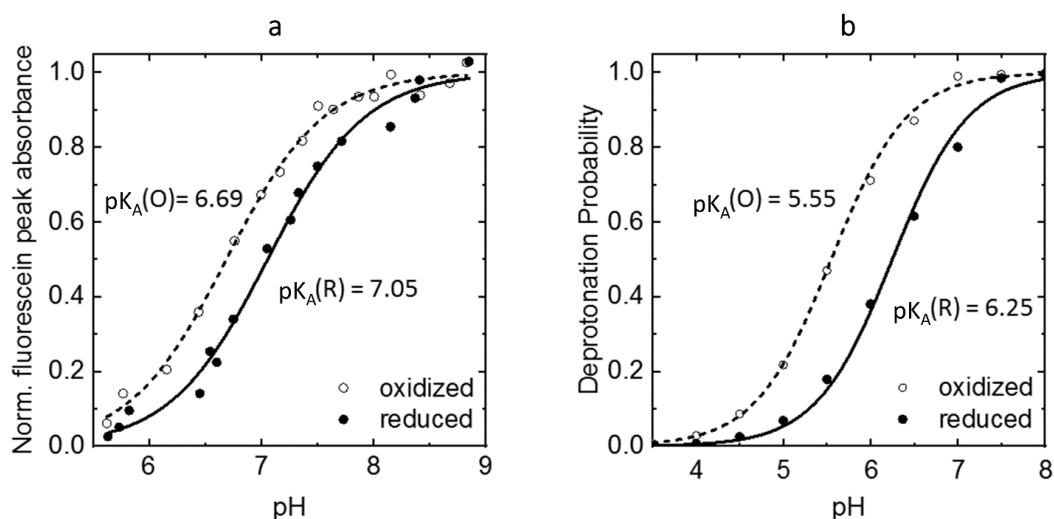 a
Norm. fluorescein peak absorbance
1.0
0.8
0.6
0.4
0.2
0.0
pKA(O)= 6.69
pKA(R) = 7.05
oxidized
reduced
6 7 8 9
pH
b
Deprotonation Probability
1.0
0.8
0.6
0.4
0.2
0.0
pKA(O) = 5.55
pKA(R) = 6.25
oxidized
reduced
4 5 6 7 8
pH